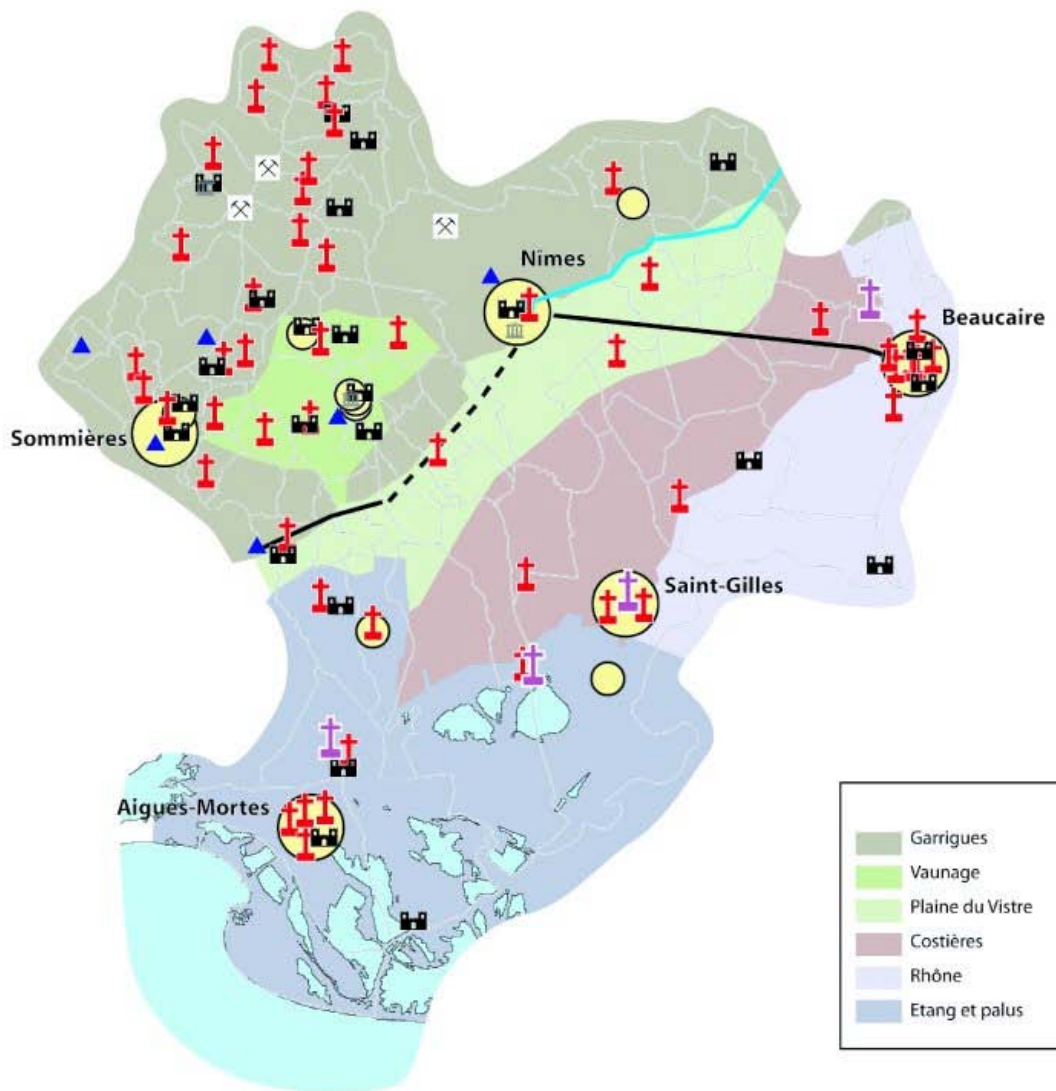 Nimes
Beaucaire
Sommières
Saint-Gilles
Aigues-Mortes
Garrigues
Vaunage
Plaine du Vistre
Costières
Rhône
Etang et palus